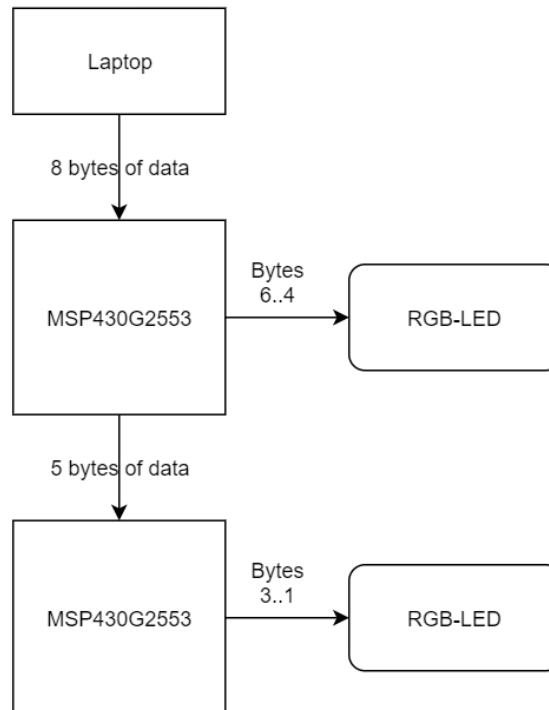 Laptop
8 bytes of data
MSP430G2553
Bytes
6..4
RGB-LED
5 bytes of data
MSP430G2553
Bytes
3..1
RGB-LED